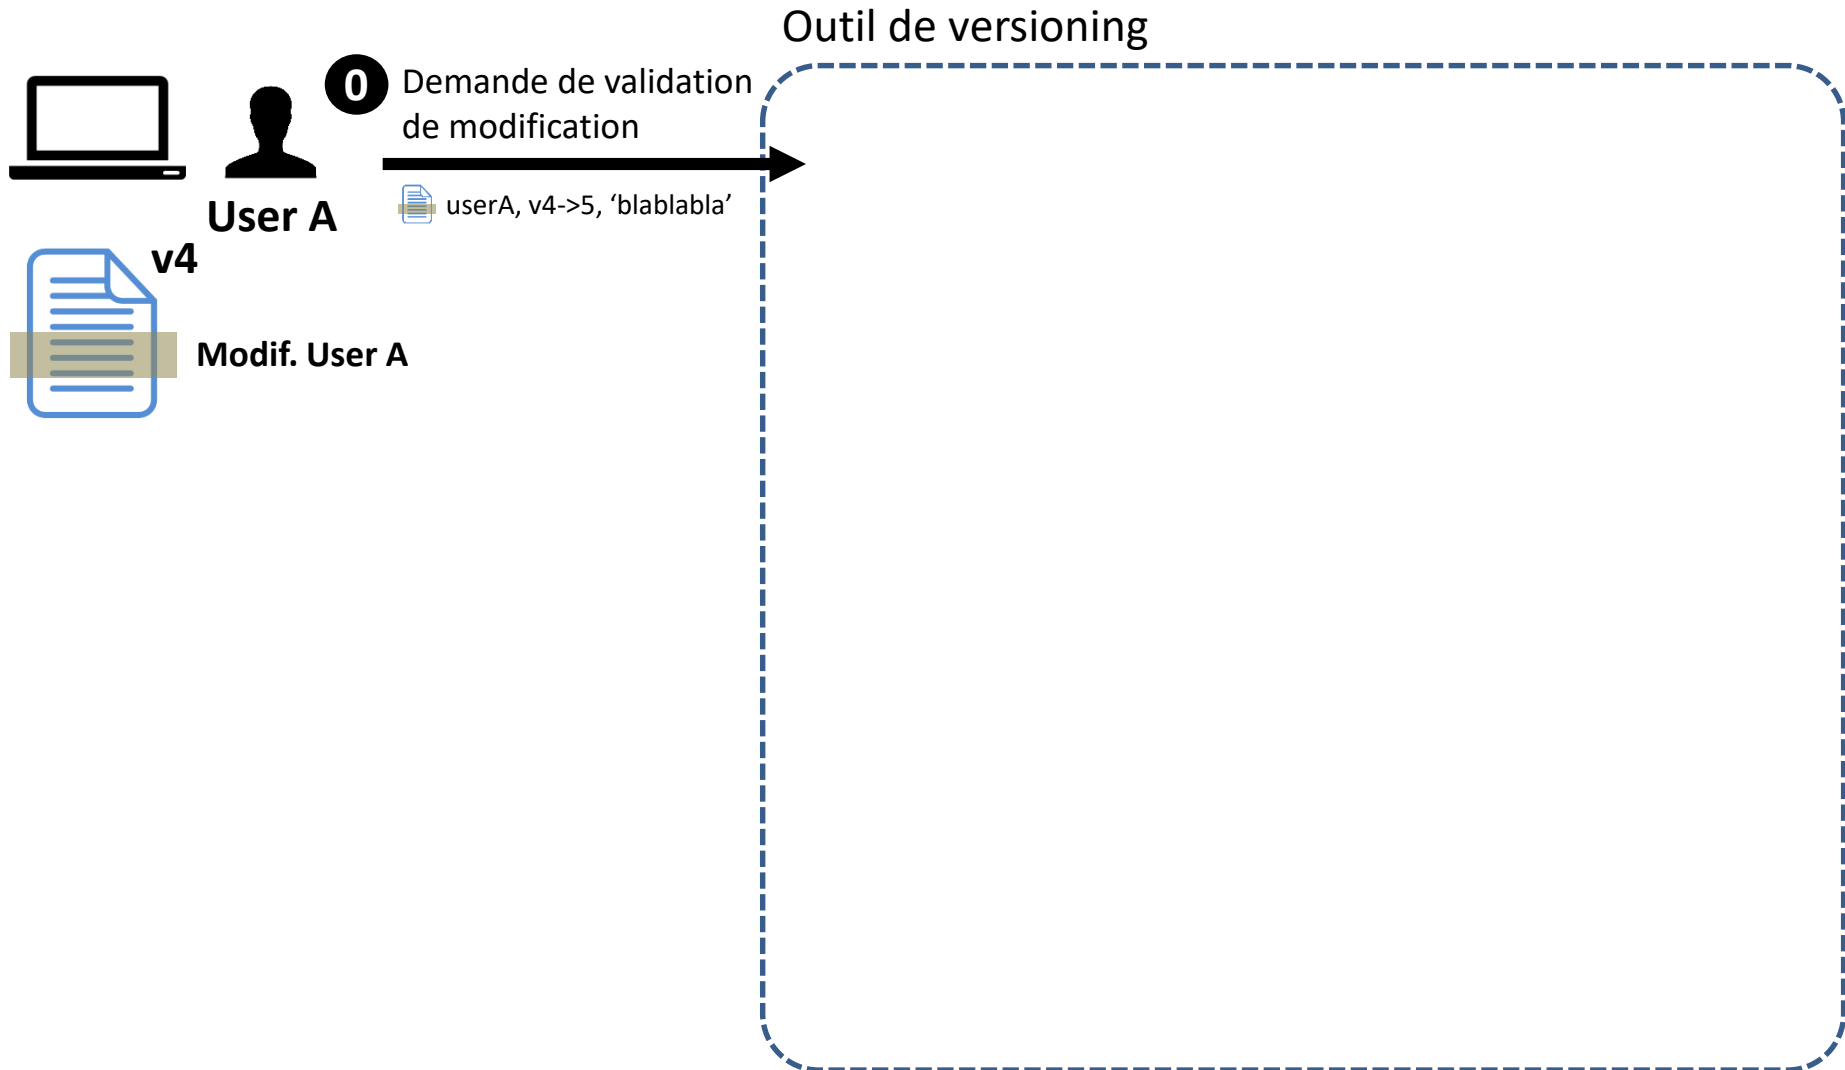 Outil de versioning
0
Demande de validation
de modification
userA, v4->5, ‘blablabla’
User A
v4
Modif. User A